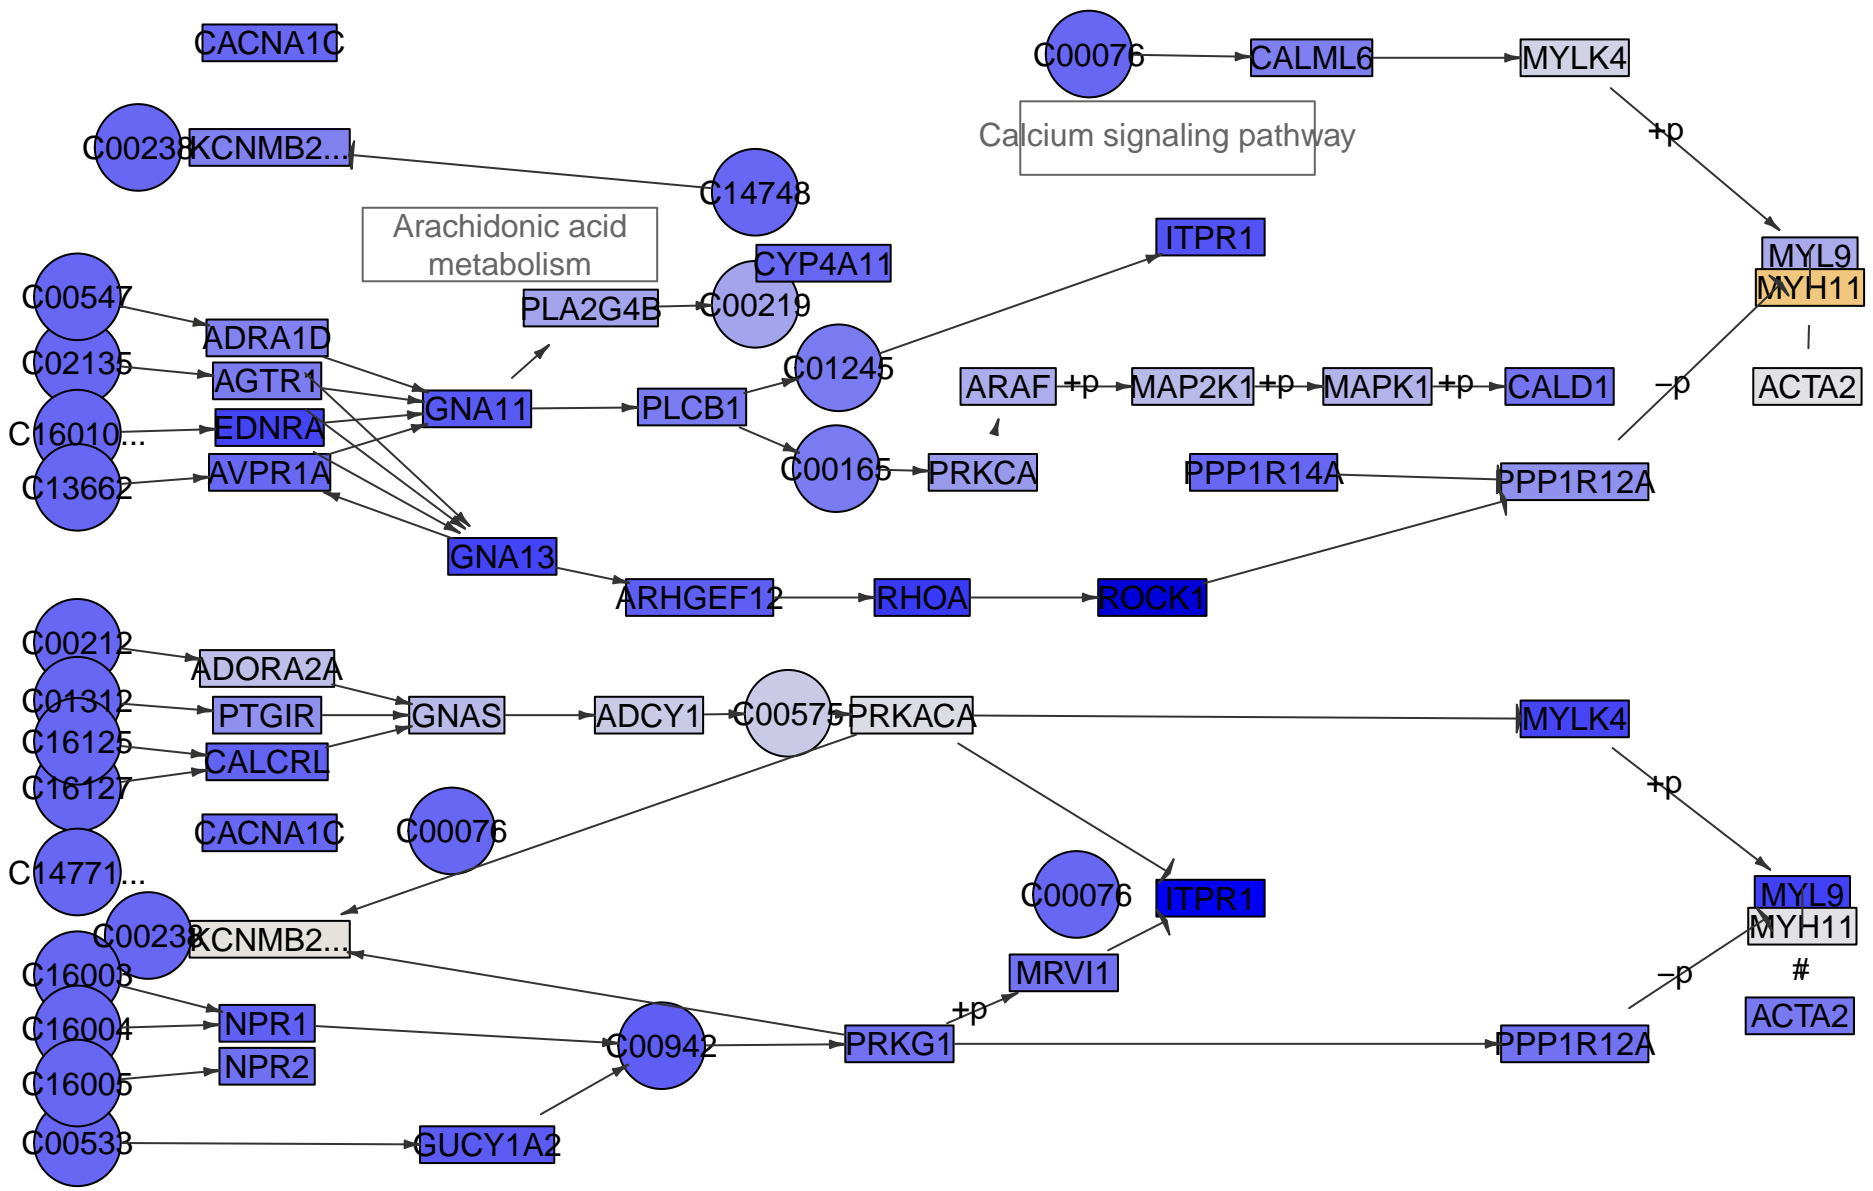 CACNA1C
C00076
CALML6
MYLK4
Calcium signaling pathway
+p
C00238
KCNMB2...
C14748
Arachidonic acid
metabolism
ITPR1
CYP4A11
MYL9
MYH11
C00547
PLA2G4B
C00219
ADRA1D
C02135
AGTR1
C01245
ARAF
+p
MAP2K1
+p
MAPK1
+p
CALD1
–p
ACTA2
GNA11
PLCB1
C16010...
EDNRA
C13662
AVPR1A
C00165
PRKCA
PPP1R14A
PPP1R12A
GNA13
ARHGEF12
RHOA
ROCK1
C00212
ADORA2A
C01312
PTGIR
GNAS
ADCY1
C00575
PRKACA
MYLK4
C16125
CALCRL
C16127
+p
CACNA1C
C00076
C14771...
C00076
ITPR1
MYL9
MYH11
C00238
KCNMB2...
C16003
MRVI1
–p
#
+p
C16004
NPR1
ACTA2
C00942
PRKG1
PPP1R12A
C16005
NPR2
C00533
GUCY1A2